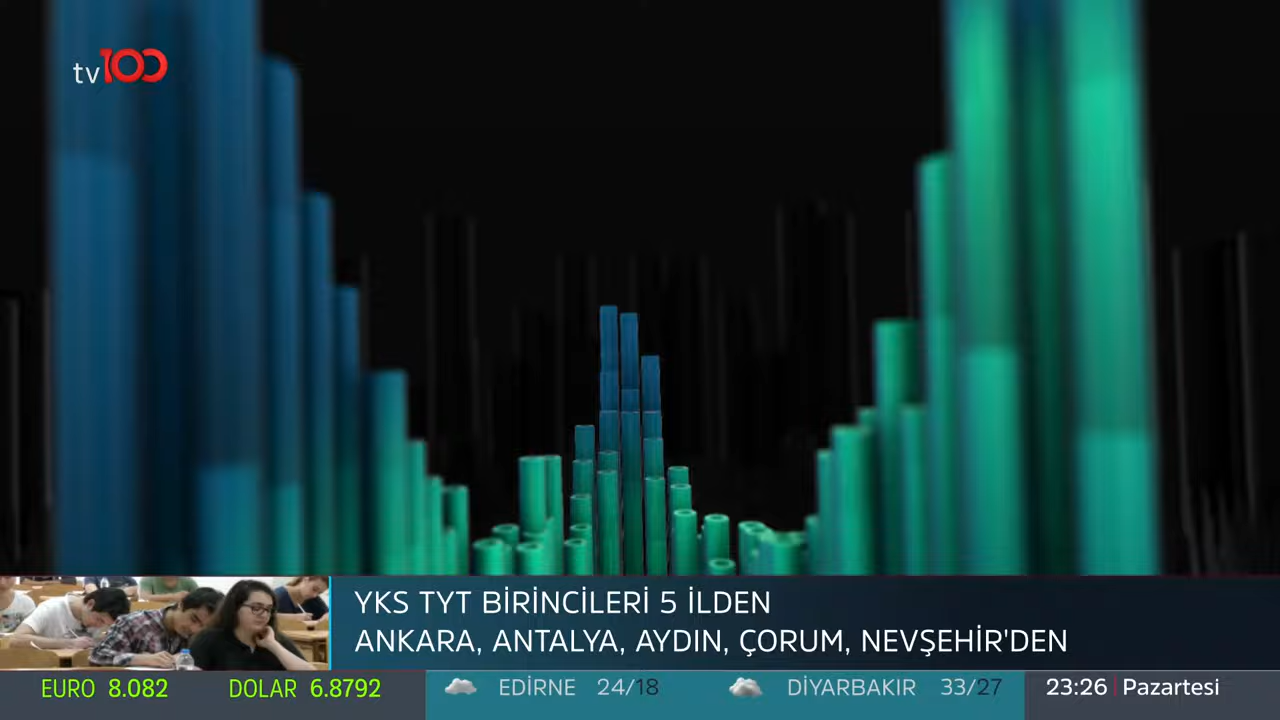 tv100
YKS TYT BİRİNCİLERİ 5 İLDEN
ANKARA, ANTALYA, AYDIN, ÇORUM, NEVŞEHİR'DEN
EURO 8.082 DOLAR 6.8792 EDİRNE 24/18 DİYARBAKIR 33/27 23:26 Pazartesi